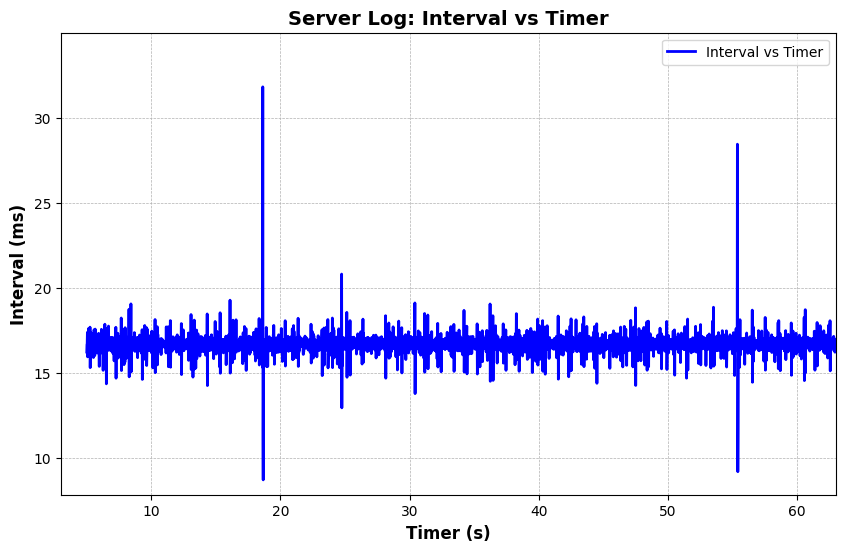 Server Log: Interval vs Timer
Interval vs Timer
30
25
20
15
10
Interval (ms)
10 20 30 40 50 60
Timer (s)